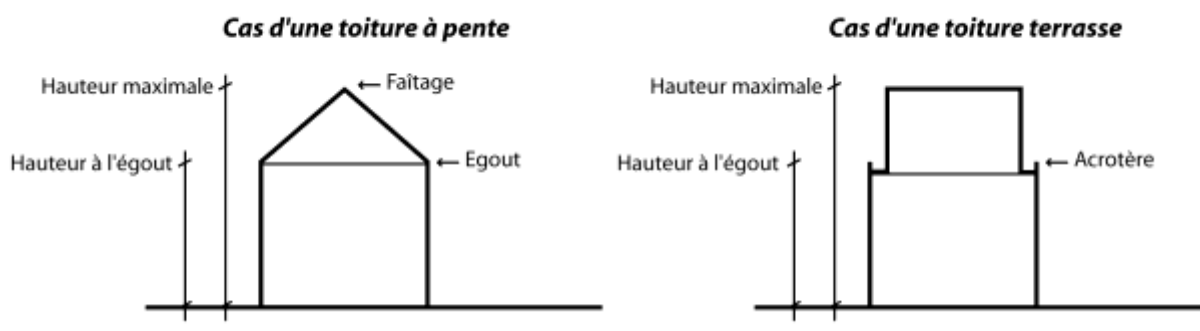 Cas d'une toiture à pente
Hauteur maximale
Faîtage
Hauteur à l'égout
Egout
Cas d'une toiture terrasse
Hauteur maximale
Hauteur à l'égout
Acrotère